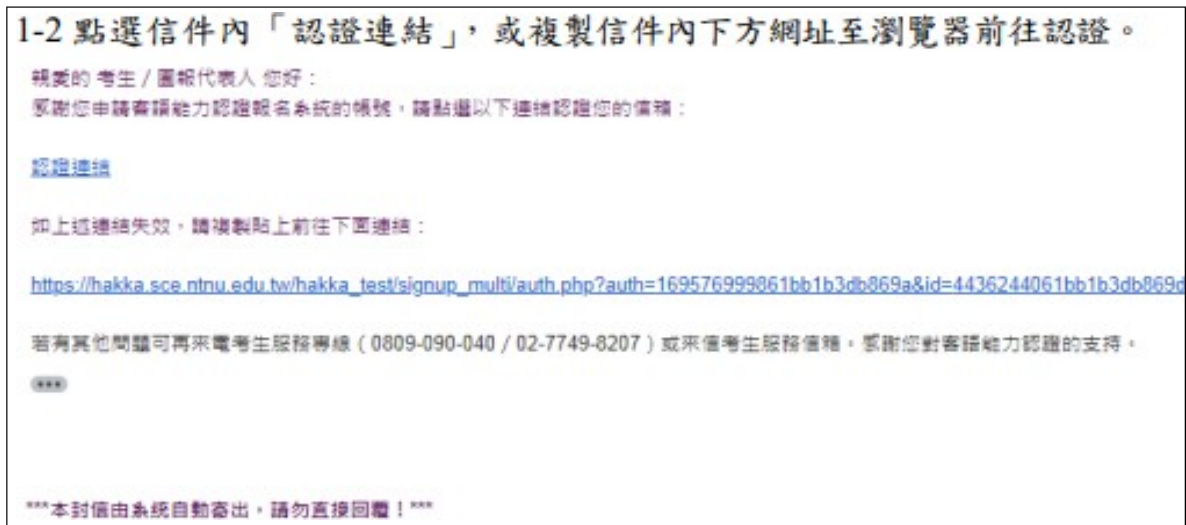 1-2 點選信件內「認證連結」，或複製信件內下方網址至瀏覽器前往認證。
親愛的 考生 / 團報代表人 您好：
感謝您申請客語能力認證報名系統的帳號，請點選以下連結認證您的信箱：
認證連結
如上述連結失效，請複製貼上前往下面連結：
https://hakka.sce.ntnu.edu.tw/hakka_test/signup_multi/auth.php?auth=169576999861bb1b3db869a&id=4436244061bb1b3db869d
若有其他問題可再來電考生服務專線（0809-090-040 / 02-7749-8207）或來信考生服務信箱。感謝您對客語能力認證的支持。
***本封信由系統自動寄出，請勿直接回覆！***